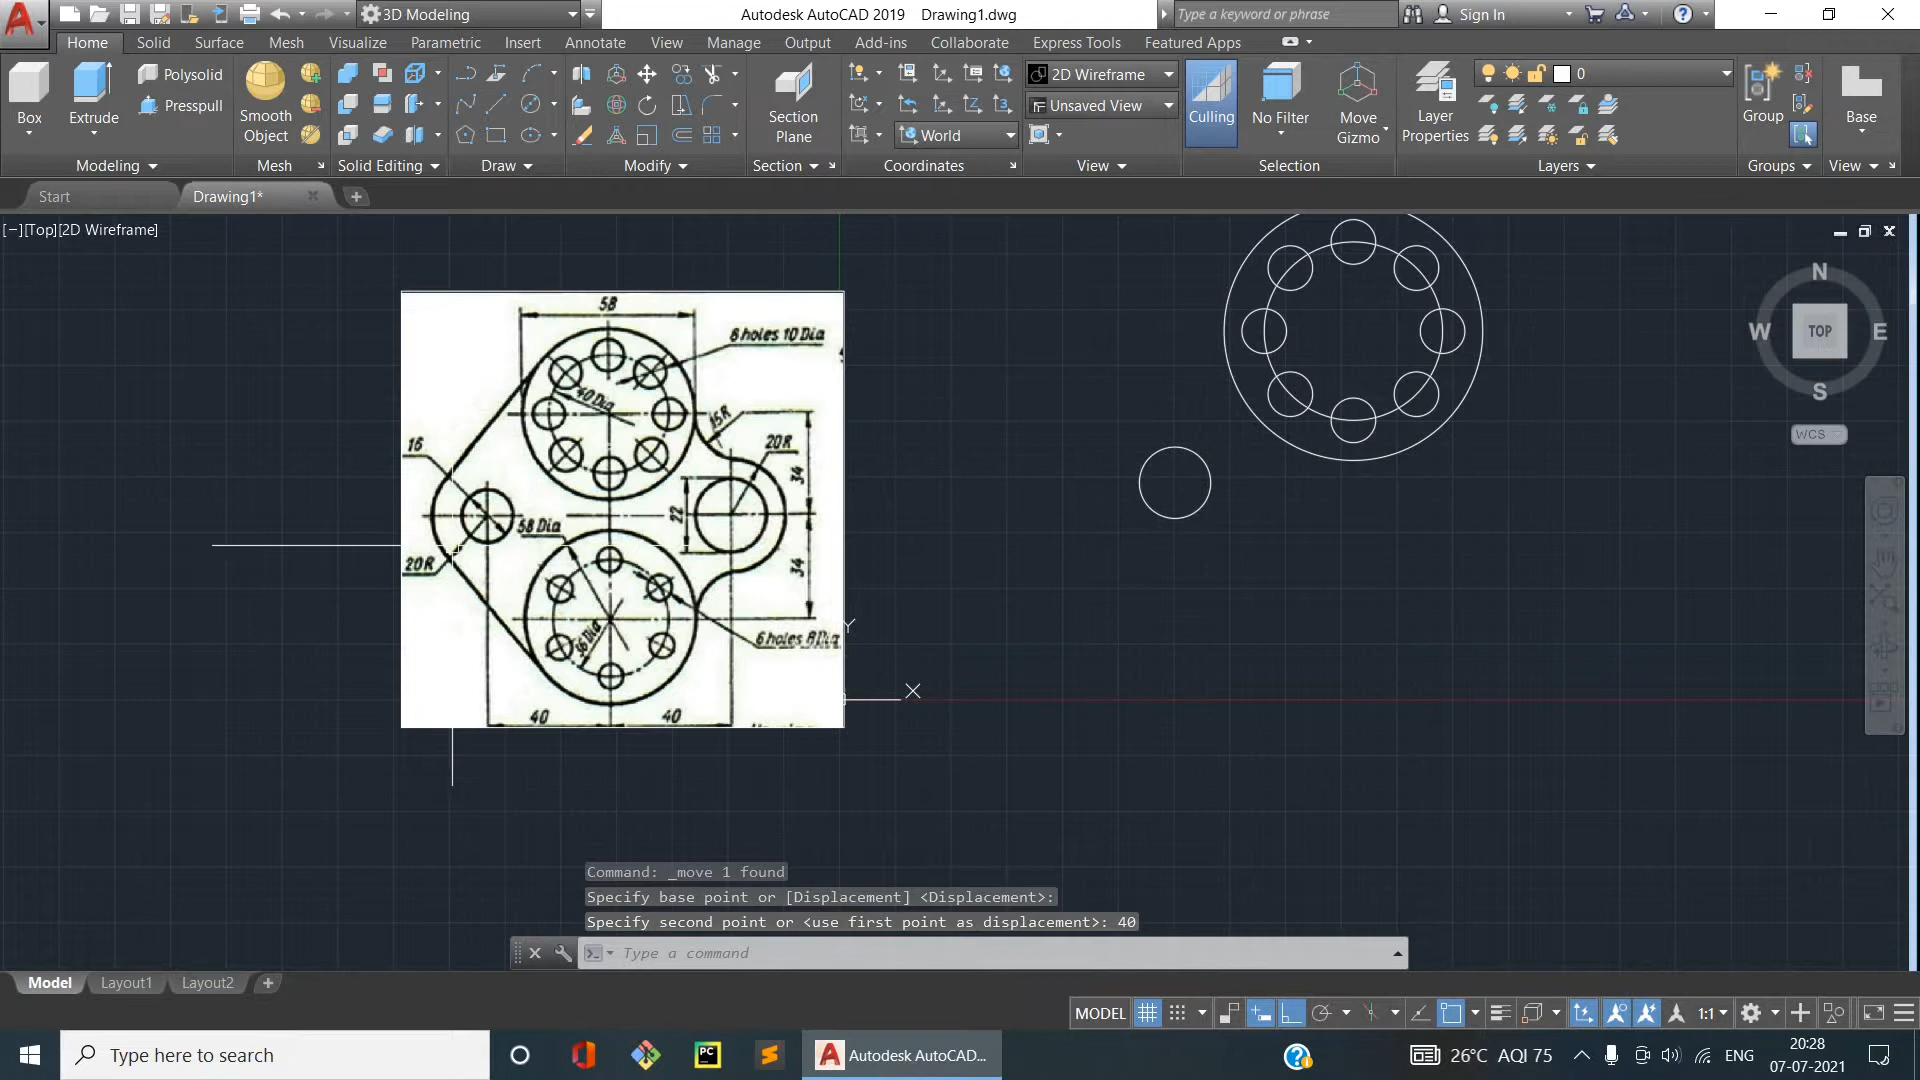 3D Modeling
Autodesk AutoCAD 2019 Drawing1.dwg
Type a keyword or phrase
Sign In
Home Solid Surface Mesh Visualize Parametric Insert Annotate View Manage Output Add-ins Collaborate Express Tools Featured Apps
Box
Extrude
Polysolid
Presspull
Smooth
Object
Section
Plane
World
2D Wireframe
Unsaved View
Culling
No Filter
Move
Gizmo
Layer
Properties
0
Group
Base
Modeling Mesh Solid Editing Draw Modify Section Coordinates View Selection Layers Groups View
Start
Drawing1*
[−][Top][2D Wireframe]
N
W TOP E
S
WCS
58
8 holes 10 Dia
40 Dia
15R
20R
16
34
22
58 Dia
20R
34
36 Dia
6 holes 8 Dia
40 40
Y
X
Command: _move 1 found
Specify base point or [Displacement] <Displacement>:
Specify second point or <use first point as displacement>: 40
Type a command
Model Layout1 Layout2
MODEL
1:1
Type here to search
PC
Autodesk AutoCAD...
26°C AQI 75
ENG
20:28
07-07-2021